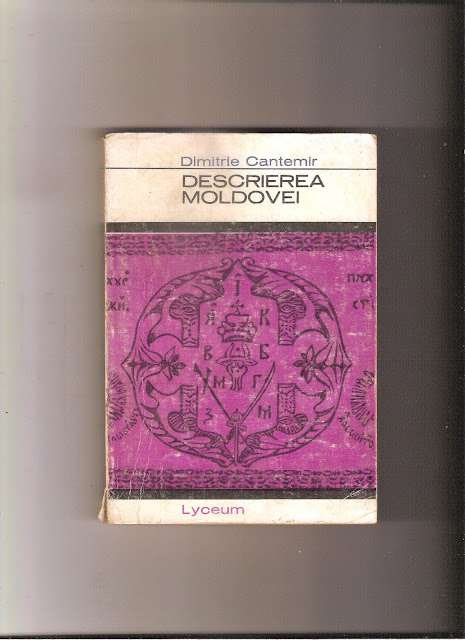 Dimitrie Cantemir
DESCRIEREA
MOLDOVEI
І
Я К
В Б
М Г
З М
Lyceum